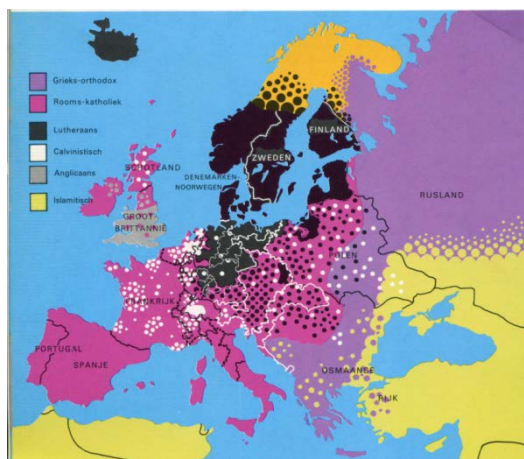 Grieks-orthodox
Rooms-katholiek
Lutheraans
Calvinistisch
Anglicaans
Islamitisch
SCHOTLAND
GROOT-
BRITTANNIË
DENEMARKEN-
NOORWEGEN
ZWEDEN
FINLAND
RUSLAND
POLEN
FRANKRIJK
PORTUGAL
SPANJE
OSMAANSE
RIJK